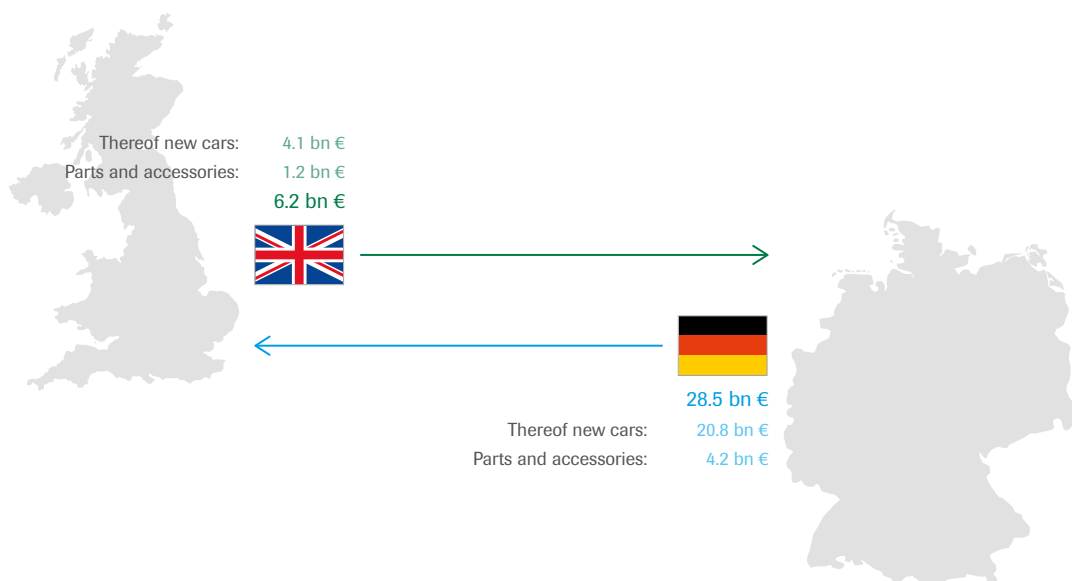 Thereof new cars: 4.1 bn €
Parts and accessories: 1.2 bn €
6.2 bn €
28.5 bn €
Thereof new cars: 20.8 bn €
Parts and accessories: 4.2 bn €